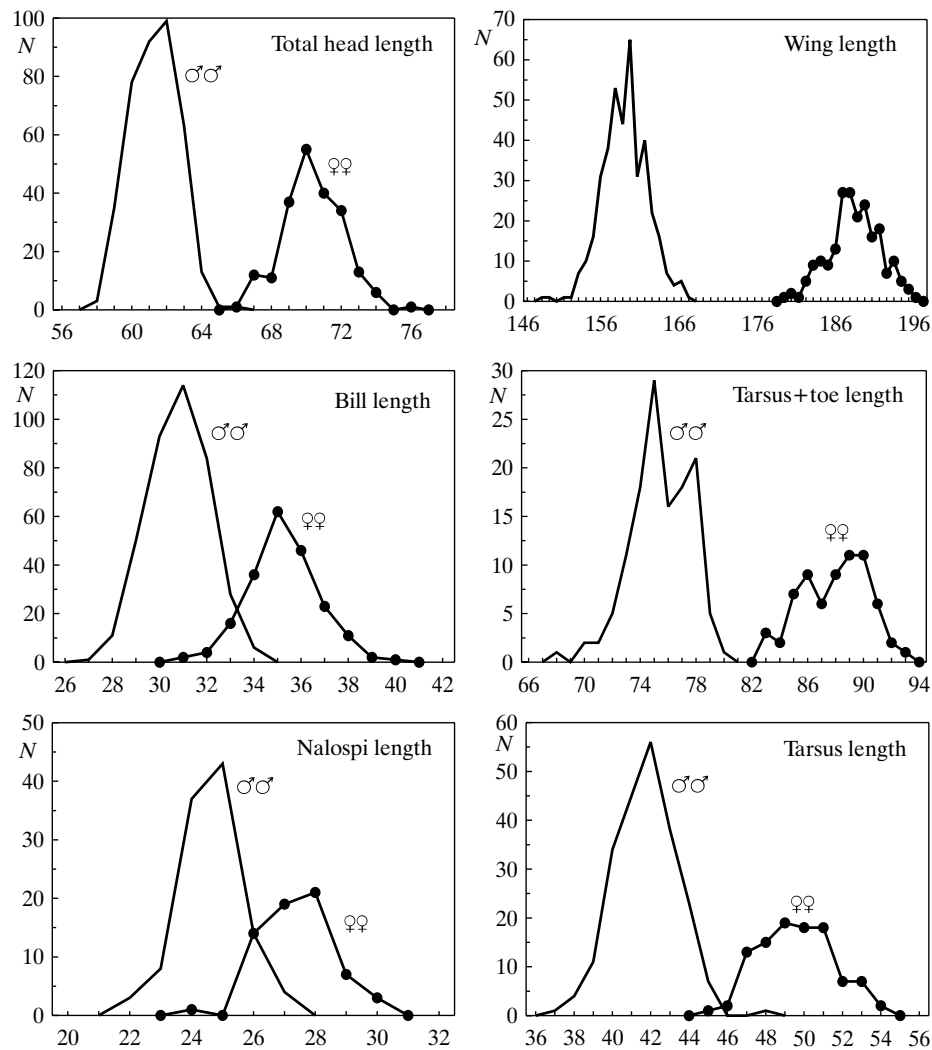 100
N
Total head length
80
♂♂
60
♀♀
40
20
0
56 60 64 68 72 76
70
N
Wing length
60
50
40
30
20
10
0
146 156 166 176 186 196
120
N
Bill length
100
♂♂
80
60
♀♀
40
20
0
26 28 30 32 34 36 38 40 42
30
N
Tarsus+toe length
25
♂♂
20
15
♀♀
10
5
0
66 70 74 78 82 86 90 94
50
N
Nalospi length
40
♂♂
30
20
♀♀
10
0
20 22 24 26 28 30 32
60
N
Tarsus length
50
♂♂
40
30
♀♀
20
10
0
36 38 40 42 44 46 48 50 52 54 56